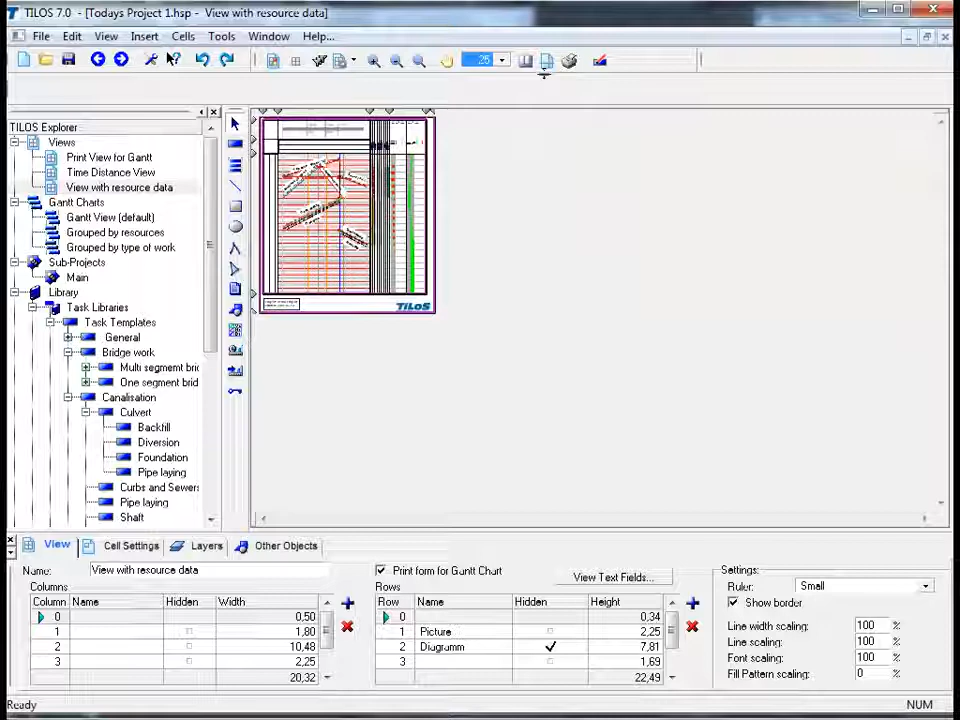 TILOS 7.0 - [Todays Project 1.hsp - View with resource data]
File Edit View Insert Cells Tools Window Help...
25
TILOS Explorer
Views
Print View for Gantt
Time Distance View
View with resource data
Gantt Charts
Gantt View (default)
Grouped by resources
Grouped by type of work
Sub-Projects
Main
Library
Task Libraries
Task Templates
General
Bridge work
Multi segment bric
One segment brid
Canalisation
Culvert
Backfill
Diversion
Foundation
Pipe laying
Curbs and Sewers
Pipe laying
Shaft
TILOS
View Cell Settings Layers Other Objects
Name: View with resource data
Columns
Column Name Hidden Width
0 0,50
1 1,80
2 10,48
3 2,25
20,32
Print form for Gantt Chart
View Text Fields...
Rows
Row Name Hidden Height
0 0,34
1 Picture 2,25
2 Diagramm 7,81
3 1,69
22,49
Settings:
Ruler: Small
Show border
Line width scaling: 100 %
Line scaling: 100 %
Font scaling: 100 %
Fill Pattern scaling: 0 %
Ready NUM